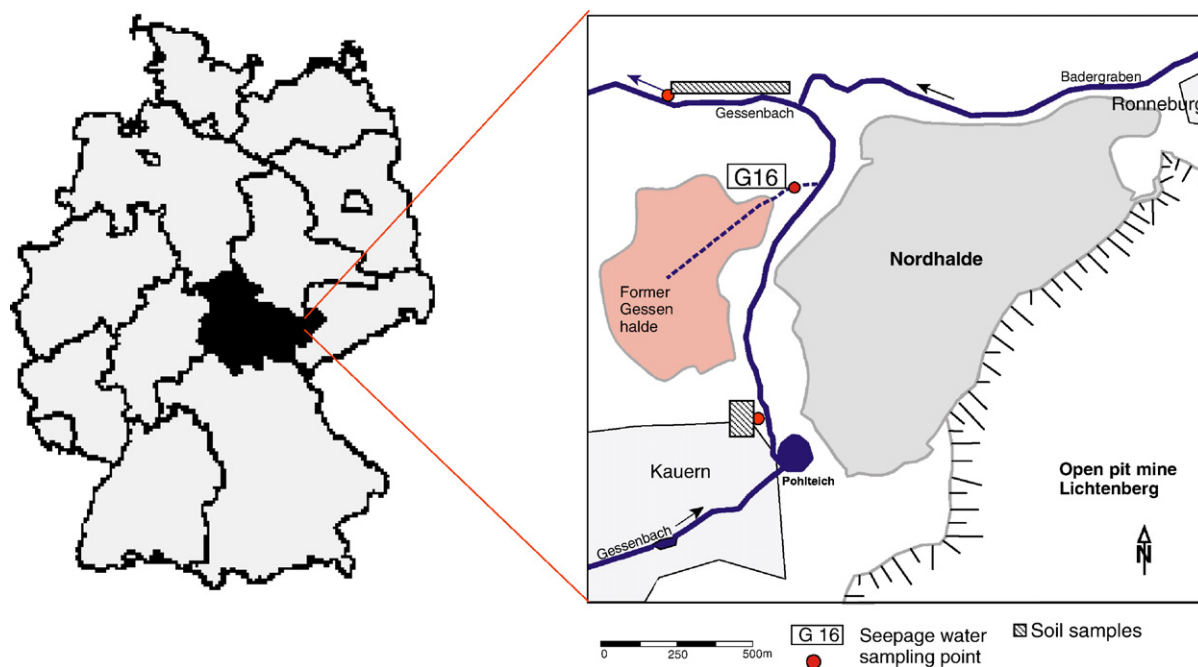 Badergraben
Ronneburg
Gessenbach
G16
Nordhalde
Former
Gessen
halde
Kauern
Pohlteich
Open pit mine
Lichtenberg
Gessenbach
N
0 250 500m
G 16
Seepage water
sampling point
Soil samples